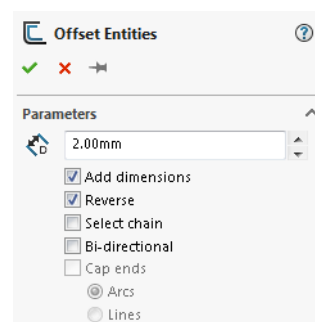 Offset Entities
Parameters
2.00mm
Add dimensions
Reverse
Select chain
Bi-directional
Cap ends
Arcs
Lines